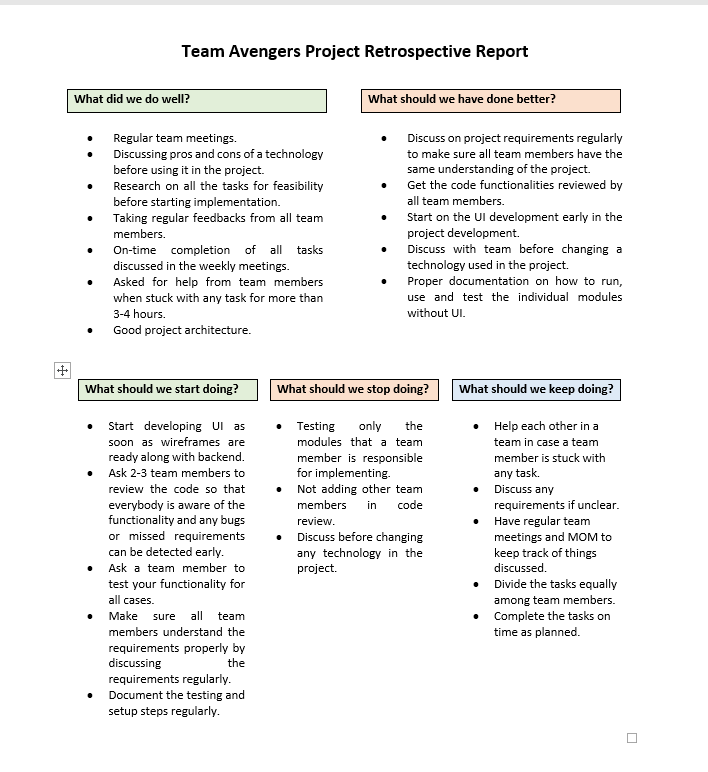 Team Avengers Project Retrospective Report
What did we do well?
• Regular team meetings.
• Discussing pros and cons of a technology
before using it in the project.
• Research on all the tasks for feasibility
before starting implementation.
• Taking regular feedbacks from all team
members.
• On-time completion of all tasks
discussed in the weekly meetings.
• Asked for help from team members
when stuck with any task for more than
3-4 hours.
• Good project architecture.
What should we have done better?
• Discuss on project requirements regularly
to make sure all team members have the
same understanding of the project.
• Get the code functionalities reviewed by
all team members.
• Start on the UI development early in the
project development.
• Discuss with team before changing a
technology used in the project.
• Proper documentation on how to run,
use and test the individual modules
without UI.
What should we start doing?
• Start developing UI as
soon as wireframes are
ready along with backend.
• Ask 2-3 team members to
review the code so that
everybody is aware of the
functionality and any bugs
or missed requirements
can be detected early.
• Ask a team member to
test your functionality for
all cases.
• Make sure all team
members understand the
requirements properly by
discussing the
requirements regularly.
• Document the testing and
setup steps regularly.
What should we stop doing?
• Testing only the
modules that a team
member is responsible
for implementing.
• Not adding other team
members in code
review.
• Discuss before changing
any technology in the
project.
What should we keep doing?
• Help each other in a
team in case a team
member is stuck with
any task.
• Discuss any
requirements if unclear.
• Have regular team
meetings and MOM to
keep track of things
discussed.
• Divide the tasks equally
among team members.
• Complete the tasks on
time as planned.